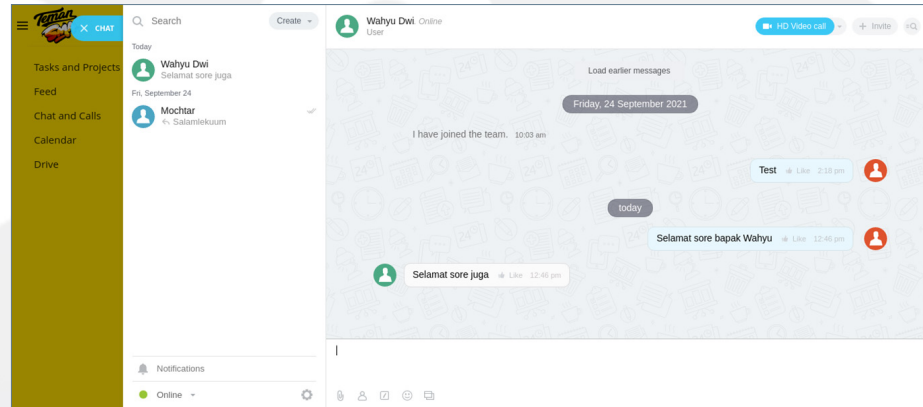 Teman
CHAT
Tasks and Projects
Feed
Chat and Calls
Calendar
Drive
Search
Create
Today
Wahyu Dwi
Selamat sore juga
Fri, September 24
Mochtar
Salamlekuum
Notifications
Online
Wahyu Dwi Online
User
HD Video call
+ Invite
Load earlier messages
Friday, 24 September 2021
I have joined the team. 10:03 am
Test Like 2:18 pm
today
Selamat sore bapak Wahyu Like 12:46 pm
Selamat sore juga Like 12:46 pm